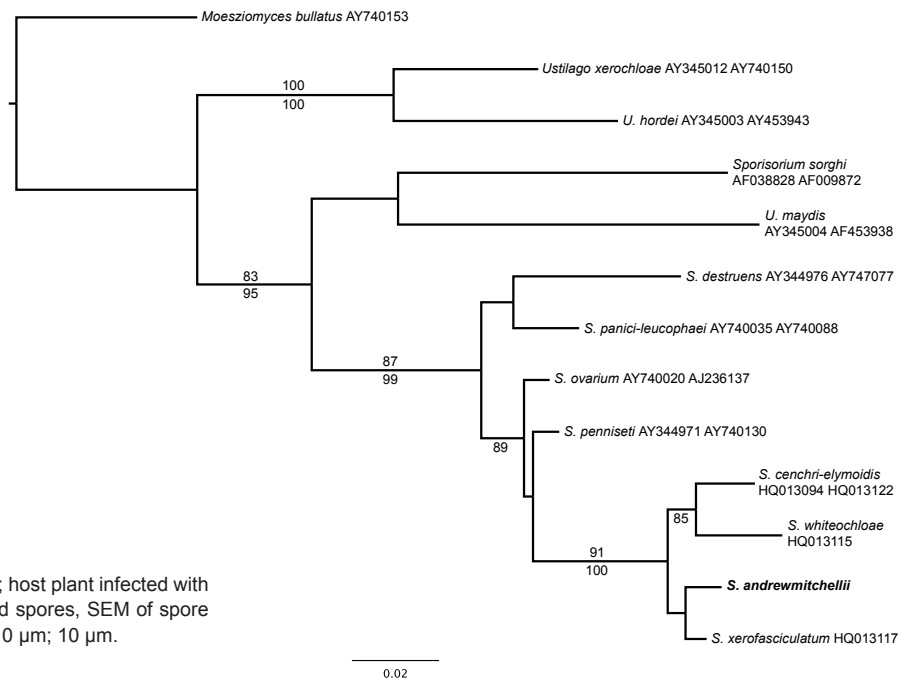 Moesziomyces bullatus AY740153
Ustilago xerochloae AY345012 AY740150
100
100
U. hordei AY345003 AY453943
Sporisorium sorghi
AF038828 AF009872
U. maydis
AY345004 AF453938
83
95
S. destruens AY344976 AY747077
S. panici-leucophaei AY740035 AY740088
87
99
S. ovarium AY740020 AJ236137
S. penniseti AY344971 AY740130
89
S. cenchri-elymoidis
HQ013094 HQ013122
85
S. whiteochloae
HQ013115
91
100
S. andrewmitchellii
S. xerofasciculatum HQ013117
; host plant infected with
d spores, SEM of spore
0 µm; 10 µm.
0.02